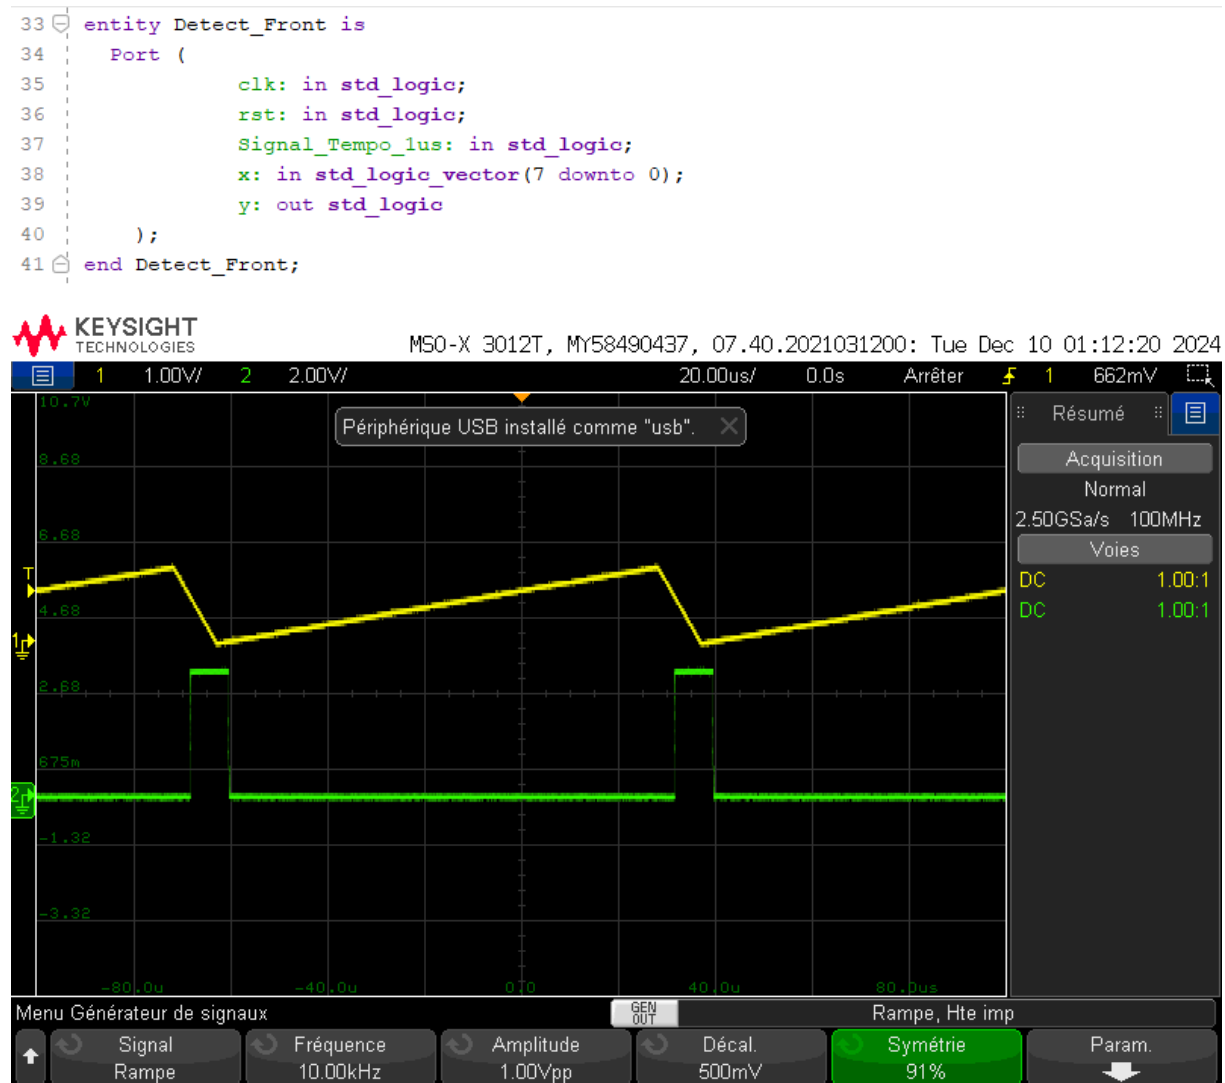 33 entity Detect_Front is
34 Port (
35 clk: in std_logic;
36 rst: in std_logic;
37 Signal_Tempo_1us: in std_logic;
38 x: in std_logic_vector(7 downto 0);
39 y: out std_logic
40 );
41 end Detect_Front;
KEYSIGHT
TECHNOLOGIES
MSO-X 3012T, MY58490437, 07.40.2021031200: Tue Dec 10 01:12:20 2024
1 1.00V/ 2 2.00V/ 20.00us/ 0.0s Arrêter 1 662mV
10.7V
Périphérique USB installé comme "usb".
Résumé
8.68
Acquisition
Normal
2.50GSa/s 100MHz
6.68
Voies
T
DC 1.00:1
4.68
DC 1.00:1
1
2.68
675m
2
-1.32
-3.32
-80.0u -40.0u 0.0 40.0u 80.0us
Menu Générateur de signaux
GEN
OUT
Rampe, Hte imp
Signal Fréquence Amplitude Décal. Symétrie Param.
Rampe 10.00kHz 1.00Vpp 500mV 91%